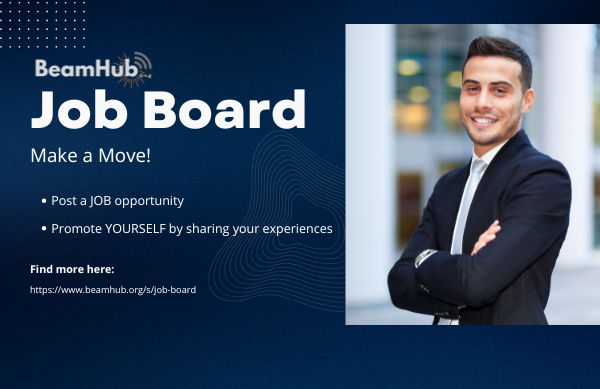 BeamHub
Job Board
Make a Move!
• Post a JOB opportunity
• Promote YOURSELF by sharing your experiences
Find more here:
https://www.beamhub.org/s/job-board